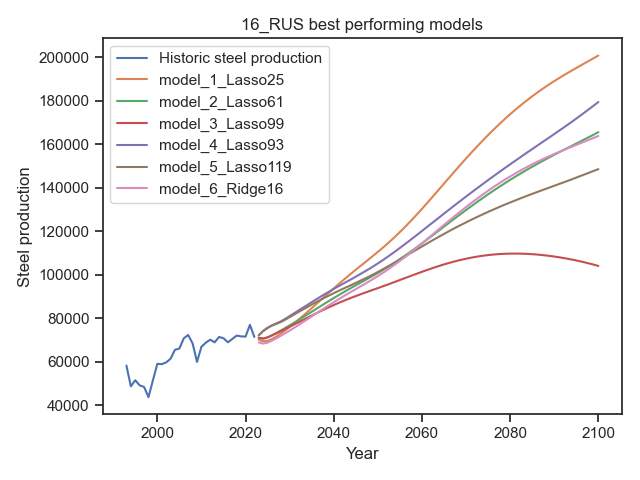 16_RUS best performing models
Historic steel production
model_1_Lasso25
model_2_Lasso61
model_3_Lasso99
model_4_Lasso93
model_5_Lasso119
model_6_Ridge16
Steel production
200000
180000
160000
140000
120000
100000
80000
60000
40000
2000
2020
2040
2060
2080
2100
Year